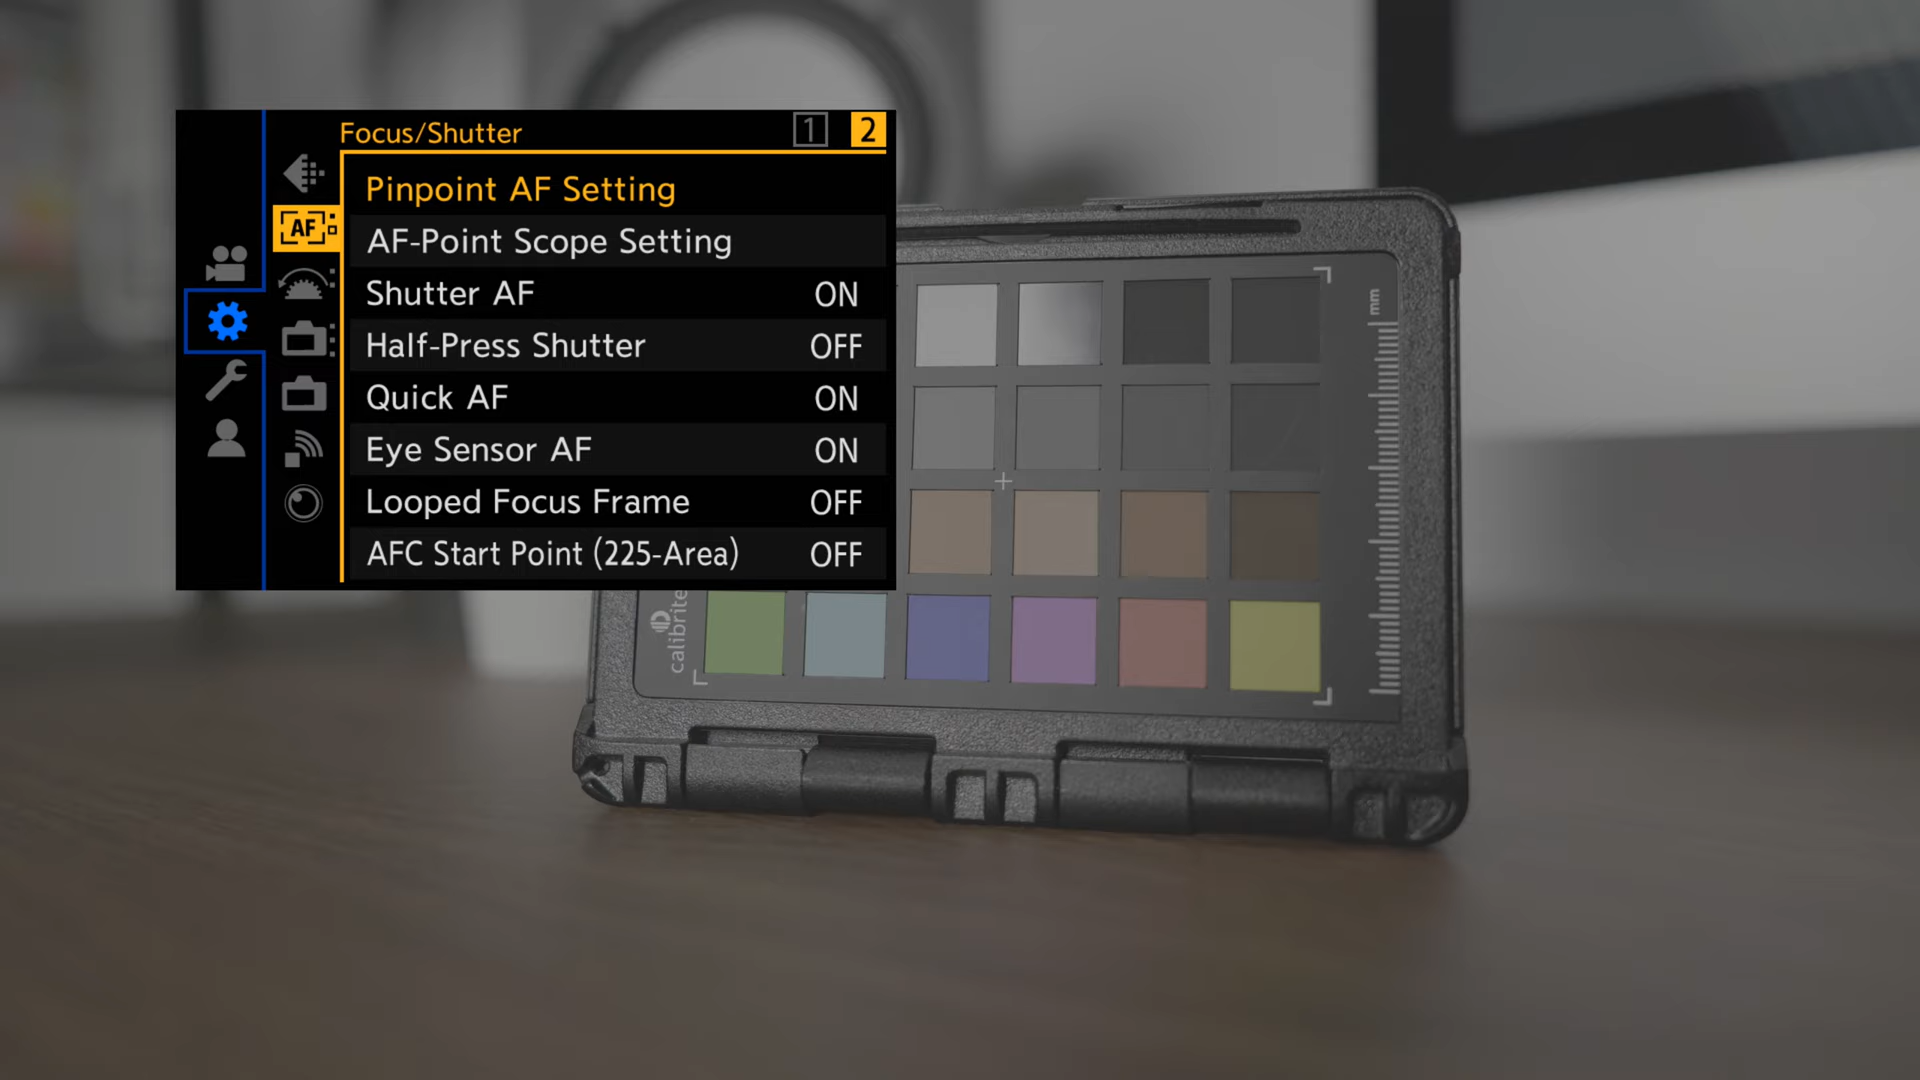 Focus/Shutter 1 2
AF
Pinpoint AF Setting
AF-Point Scope Setting
Shutter AF ON
Half-Press Shutter OFF
Quick AF ON
Eye Sensor AF ON
Looped Focus Frame OFF
AFC Start Point (225-Area) OFF
mm
calibrite